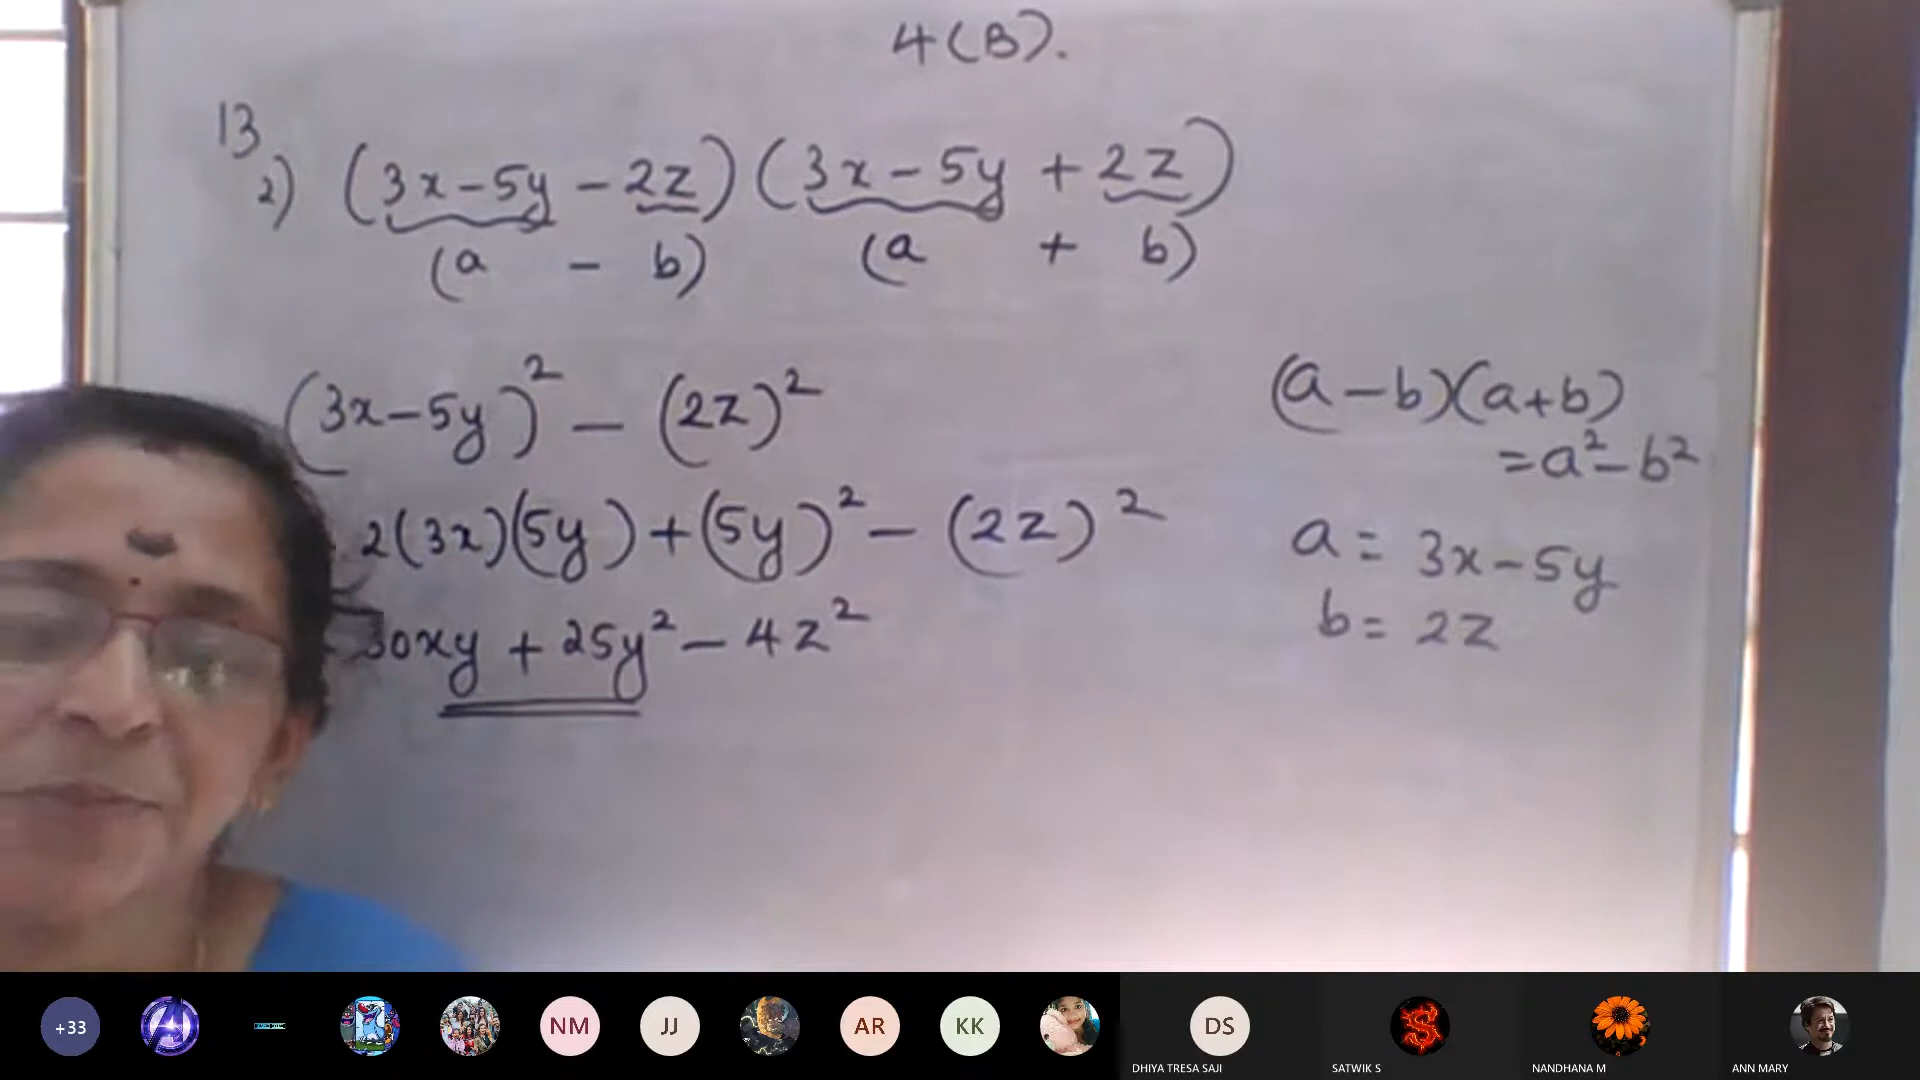 4(B).
13
2) (3x-5y - 2z) (3x - 5y + 2z)
(a - b) (a + b)
(3x-5y)² - (2z)²
2(3x)(5y) + (5y)² - (2z)²
30xy + 25y² - 4z²
(a-b)(a+b)
= a² - b²
a = 3x-5y
b = 2z
+33
NM
JJ
AR
KK
DS
DHIYA TRESA SAJI
SATWIK S
NANDHANA M
ANN MARY